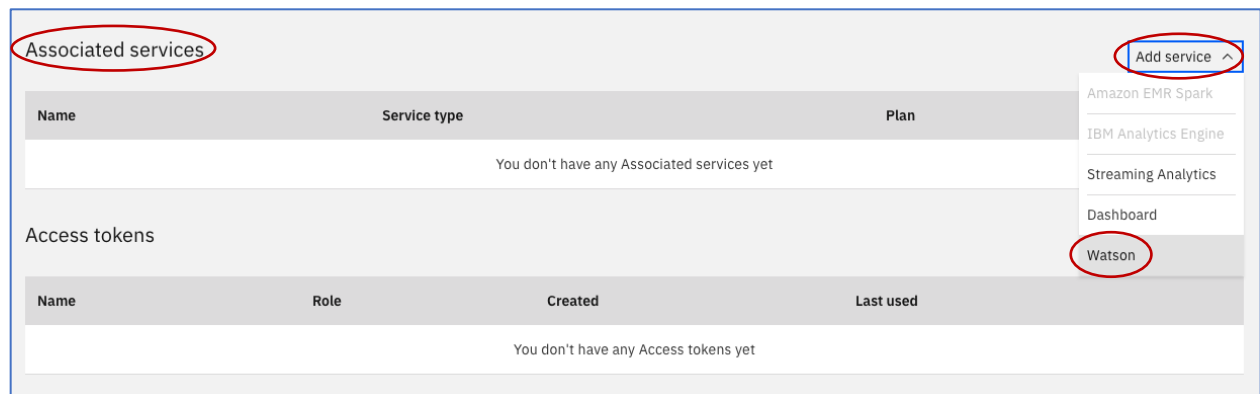 Associated services
Add service
Amazon EMR Spark
Name Service type Plan
IBM Analytics Engine
You don't have any Associated services yet
Streaming Analytics
Dashboard
Access tokens
Watson
Name Role Created Last used
You don't have any Access tokens yet